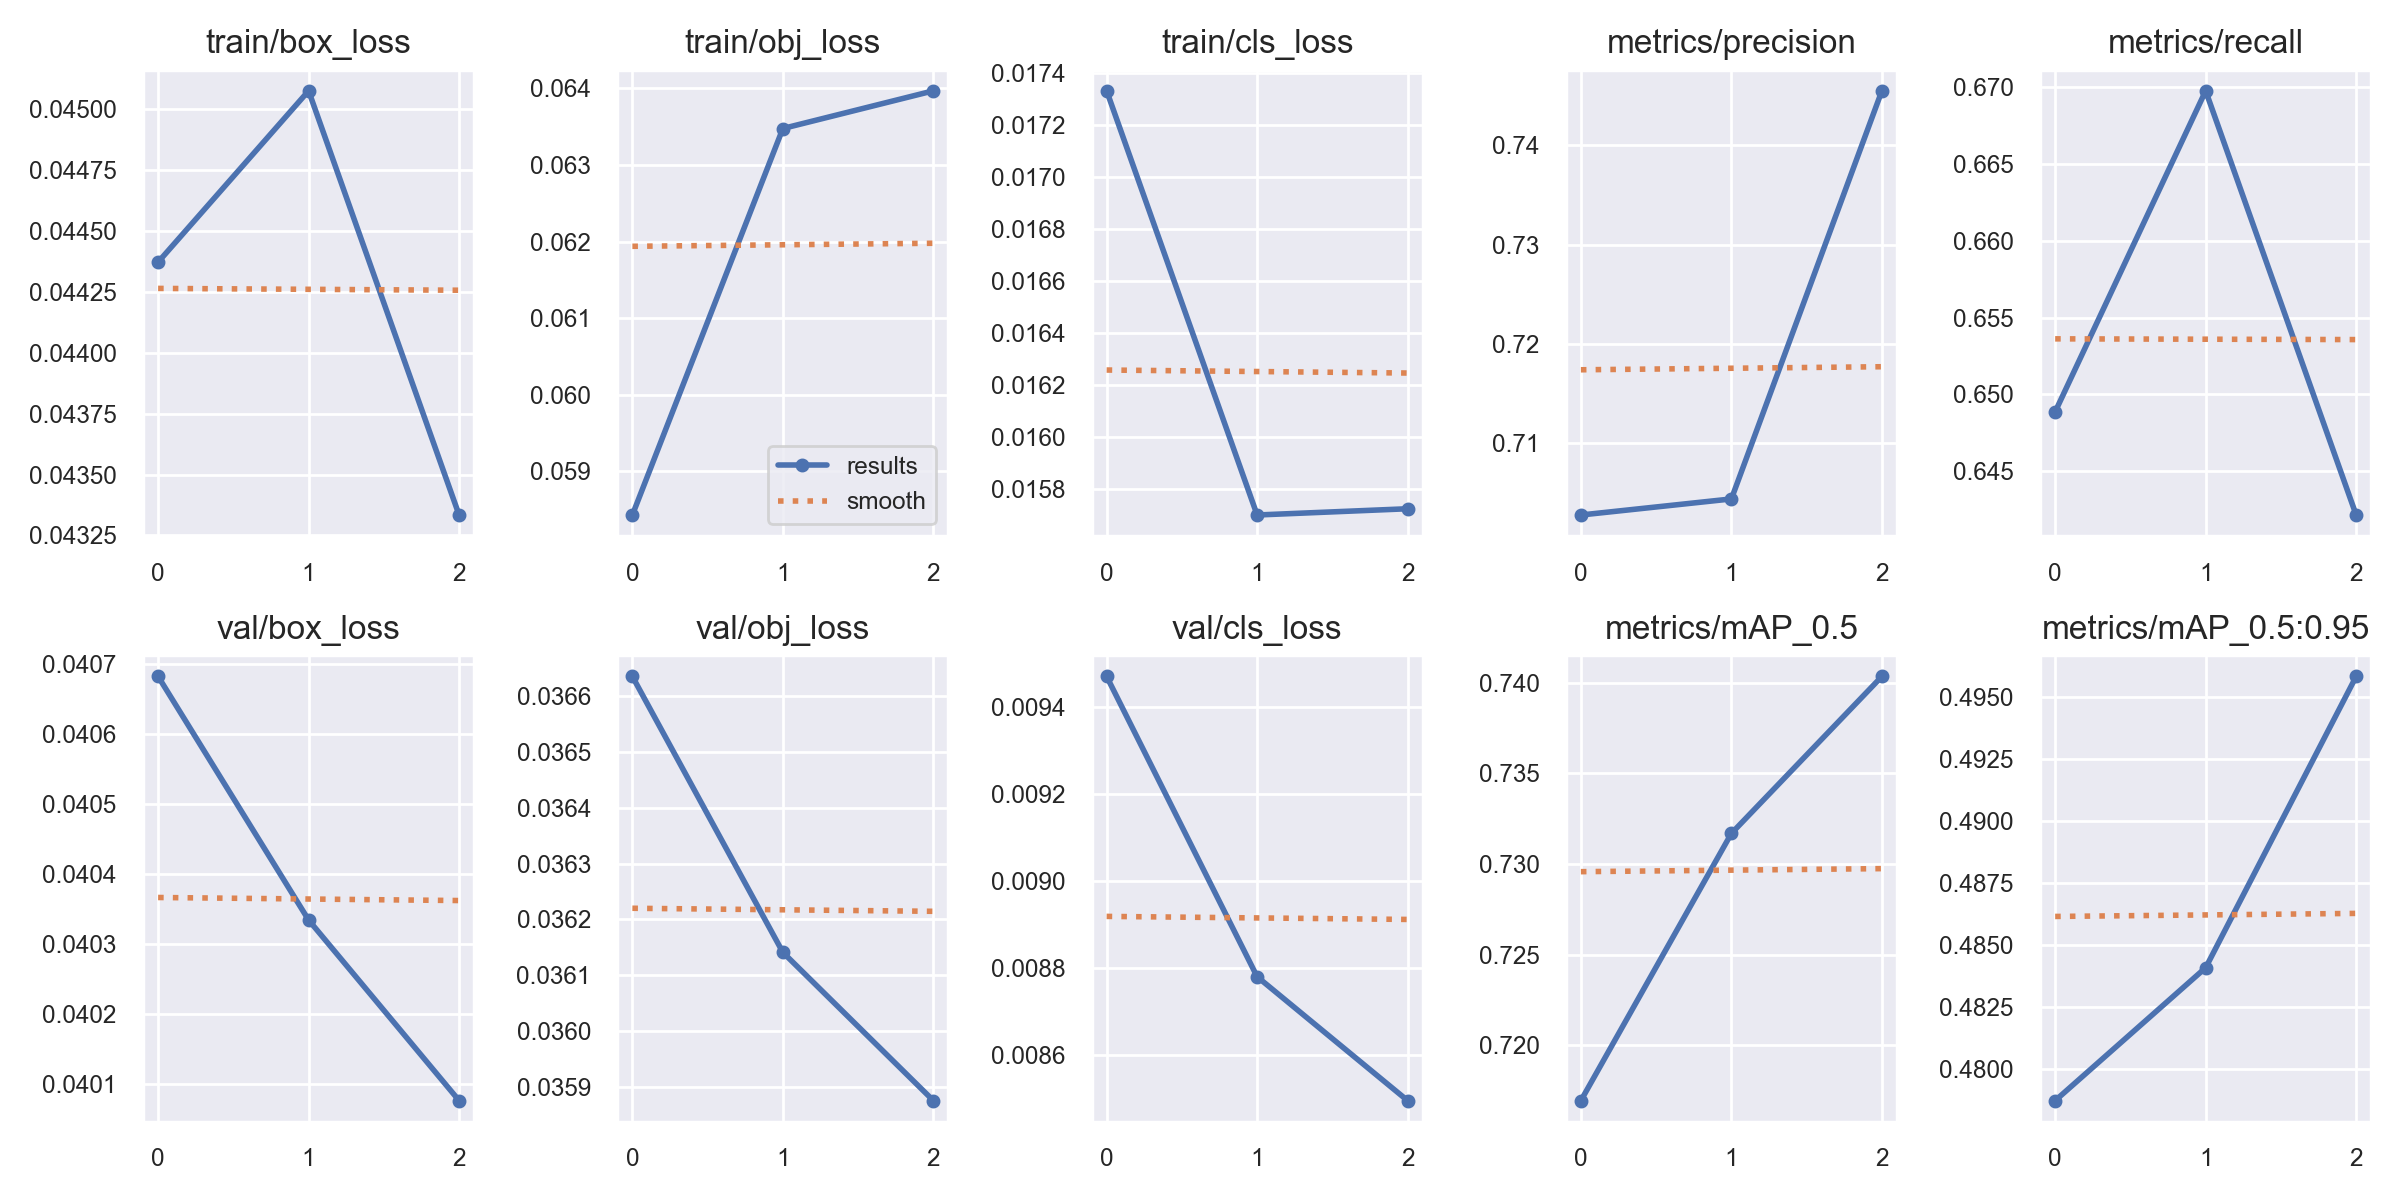 train/box_loss
0.04500
0.04475
0.04450
0.04425
0.04400
0.04375
0.04350
0.04325
0 1 2
train/obj_loss
0.064
0.063
0.062
0.061
0.060
0.059
results
smooth
0 1 2
train/cls_loss
0.0174
0.0172
0.0170
0.0168
0.0166
0.0164
0.0162
0.0160
0.0158
0 1 2
metrics/precision
0.74
0.73
0.72
0.71
0 1 2
metrics/recall
0.670
0.665
0.660
0.655
0.650
0.645
0 1 2
val/box_loss
0.0407
0.0406
0.0405
0.0404
0.0403
0.0402
0.0401
0 1 2
val/obj_loss
0.0366
0.0365
0.0364
0.0363
0.0362
0.0361
0.0360
0.0359
0 1 2
val/cls_loss
0.0094
0.0092
0.0090
0.0088
0.0086
0 1 2
metrics/mAP_0.5
0.740
0.735
0.730
0.725
0.720
0 1 2
metrics/mAP_0.5:0.95
0.4950
0.4925
0.4900
0.4875
0.4850
0.4825
0.4800
0 1 2